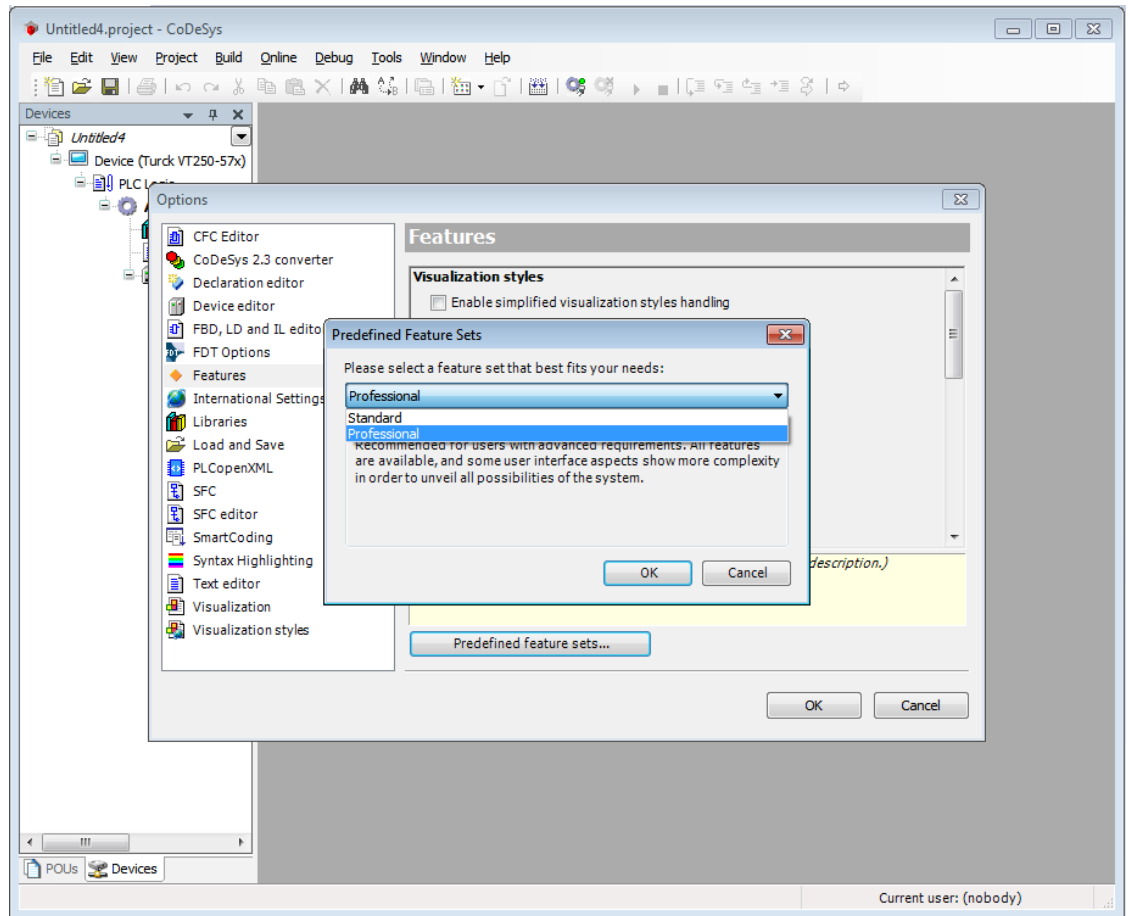 Untitled4.project - CoDeSys
File Edit View Project Build Online Debug Tools Window Help
Devices
Untitled4
Device (Turck VT250-57x)
PLC
Options
CFC Editor
CoDeSys 2.3 converter
Declaration editor
Device editor
FBD, LD and IL edito
FDT Options
Features
International Settings
Libraries
Load and Save
PLCopenXML
SFC
SFC editor
SmartCoding
Syntax Highlighting
Text editor
Visualization
Visualization styles
Features
Visualization styles
Enable simplified visualization styles handling
Predefined Feature Sets
Please select a feature set that best fits your needs:
Professional
Standard
Professional
Recommended for users with advanced requirements. All features
are available, and some user interface aspects show more complexity
in order to unveil all possibilities of the system.
OK Cancel
description.)
Predefined feature sets...
OK Cancel
POUs Devices
Current user: (nobody)